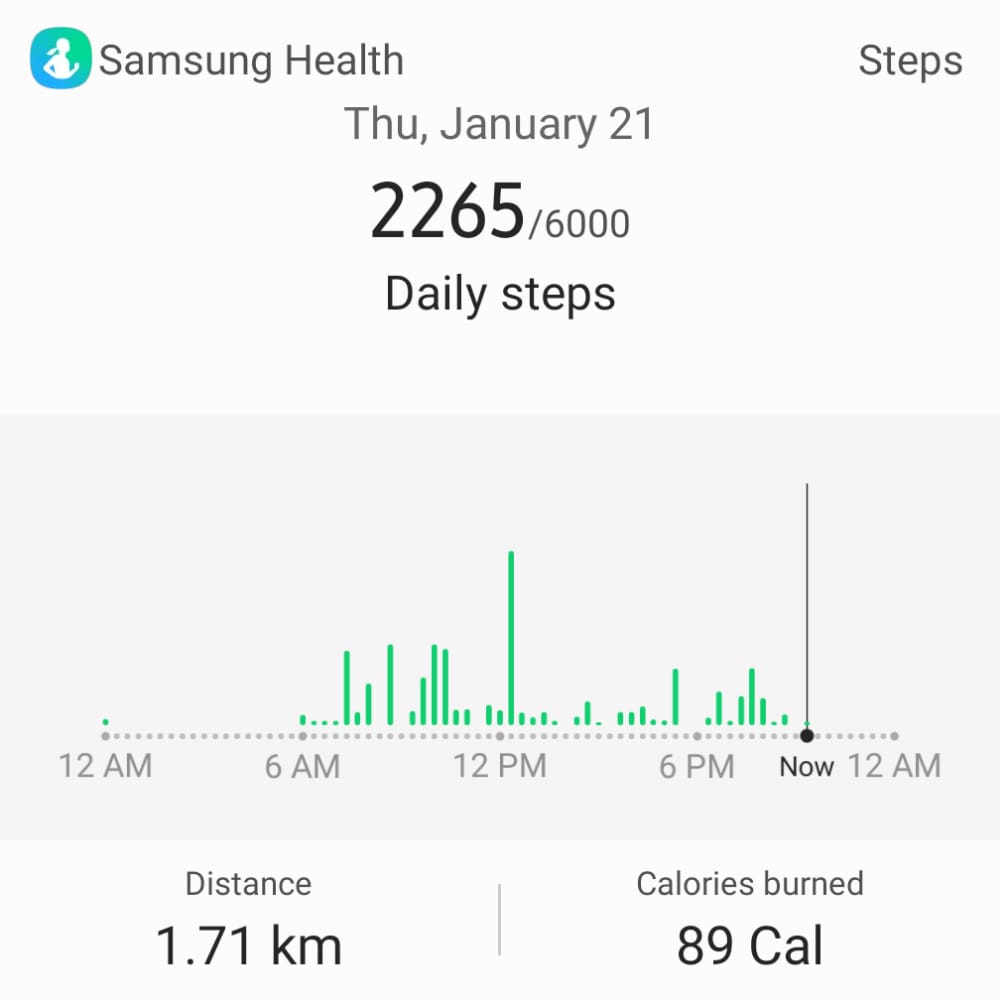 Samsung Health Steps
Thu, January 21
2265/6000
Daily steps
12 AM 6 AM 12 PM 6 PM Now 12 AM
Distance Calories burned
1.71 km 89 Cal